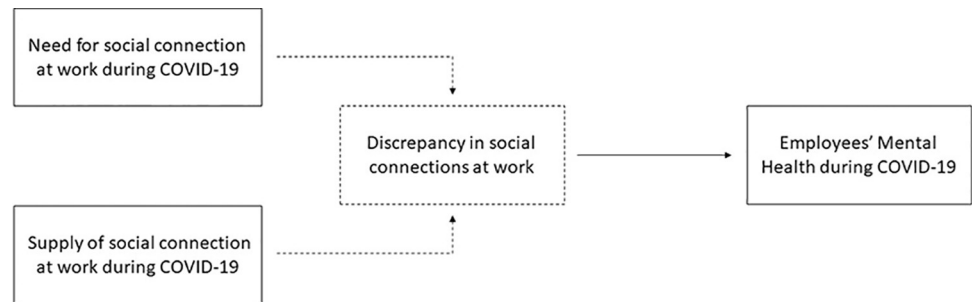 Need for social connection
at work during COVID-19
Discrepancy in social
connections at work
Employees’ Mental
Health during COVID-19
Supply of social connection
at work during COVID-19